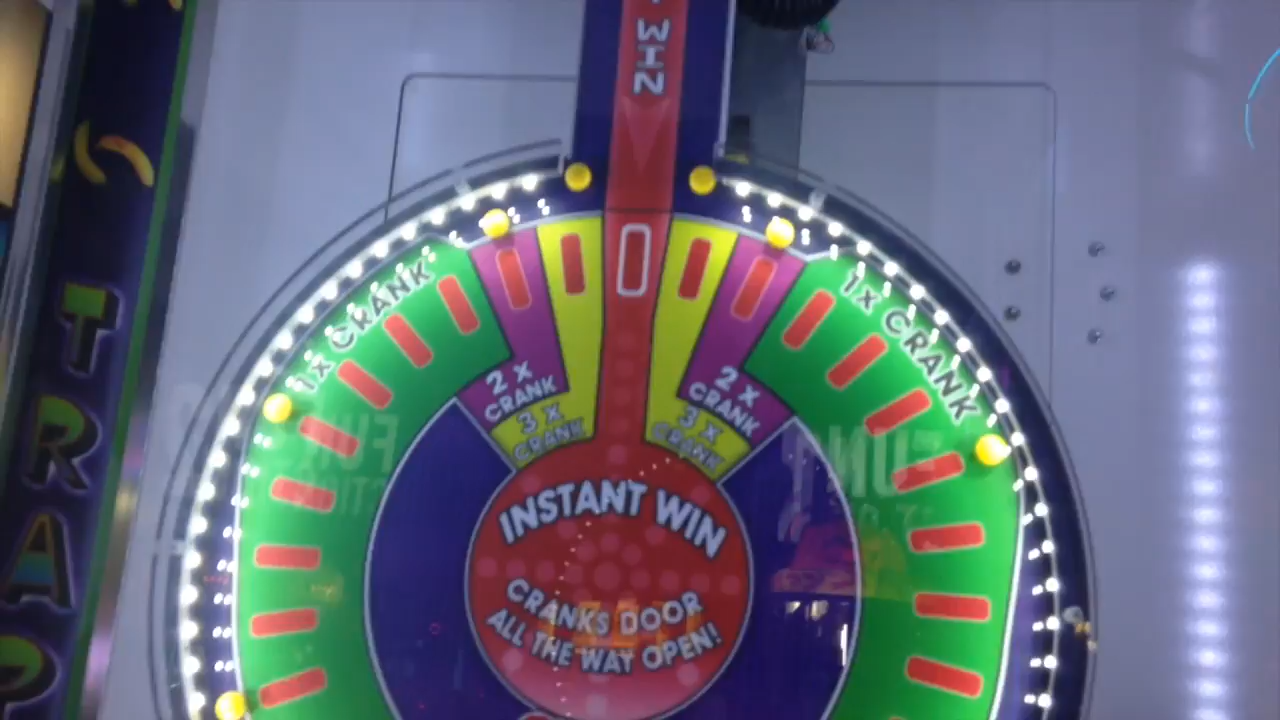 WIN
1X CRANK
1X CRANK
2 X
CRANK
2 X
CRANK
3 X
CRANK
3 X
CRANK
INSTANT WIN
CRANKS DOOR
ALL THE WAY OPEN!
TRAP
FUN